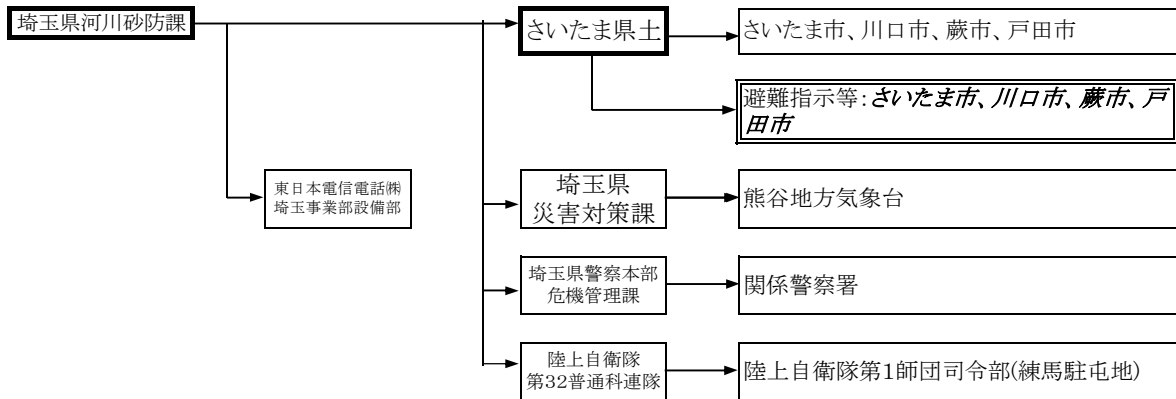 埼玉県河川砂防課
さいたま県土
さいたま市、川口市、蕨市、戸田市
避難指示等：さいたま市、川口市、蕨市、戸
田市
東日本電信電話㈱
埼玉事業部設備部
埼玉県
災害対策課
熊谷地方気象台
埼玉県警察本部
危機管理課
関係警察署
陸上自衛隊
第32普通科連隊
陸上自衛隊第1師団司令部(練馬駐屯地)